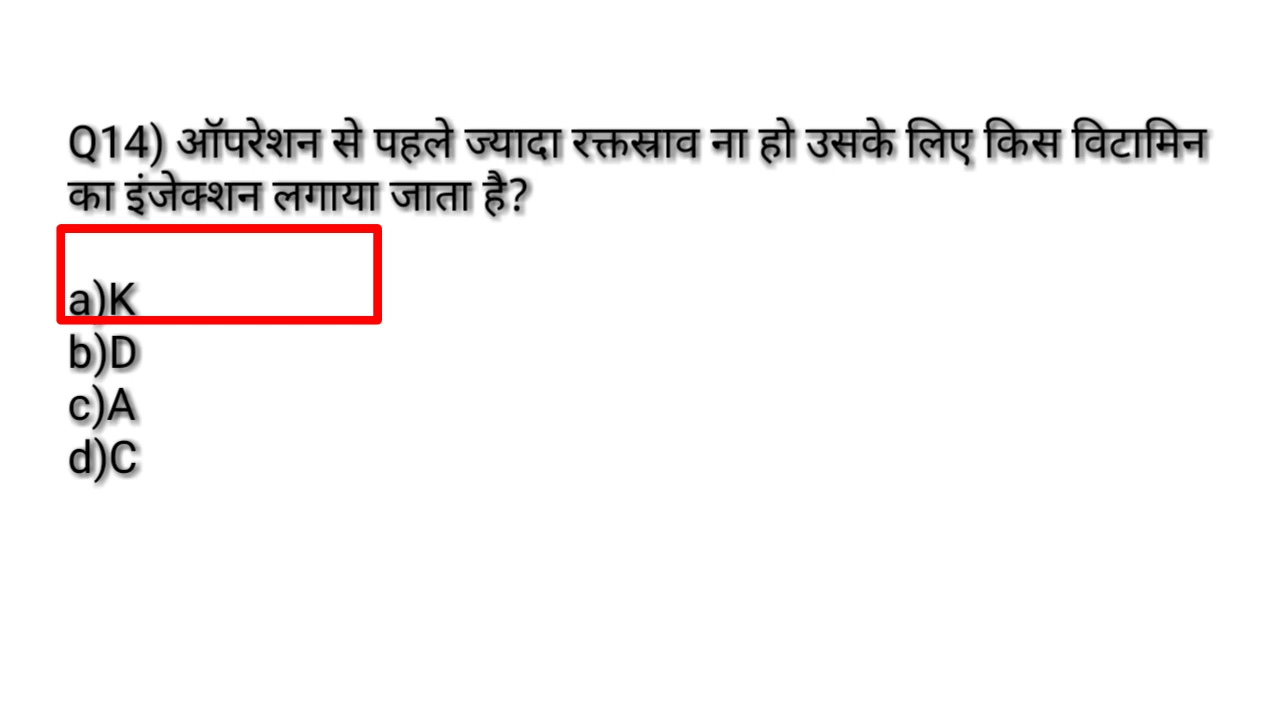 Q14) ऑपरेशन से पहले ज्यादा रक्तस्राव ना हो उसके लिए किस विटामिन
का इंजेक्शन लगाया जाता है?
a)K
b)D
c)A
d)C